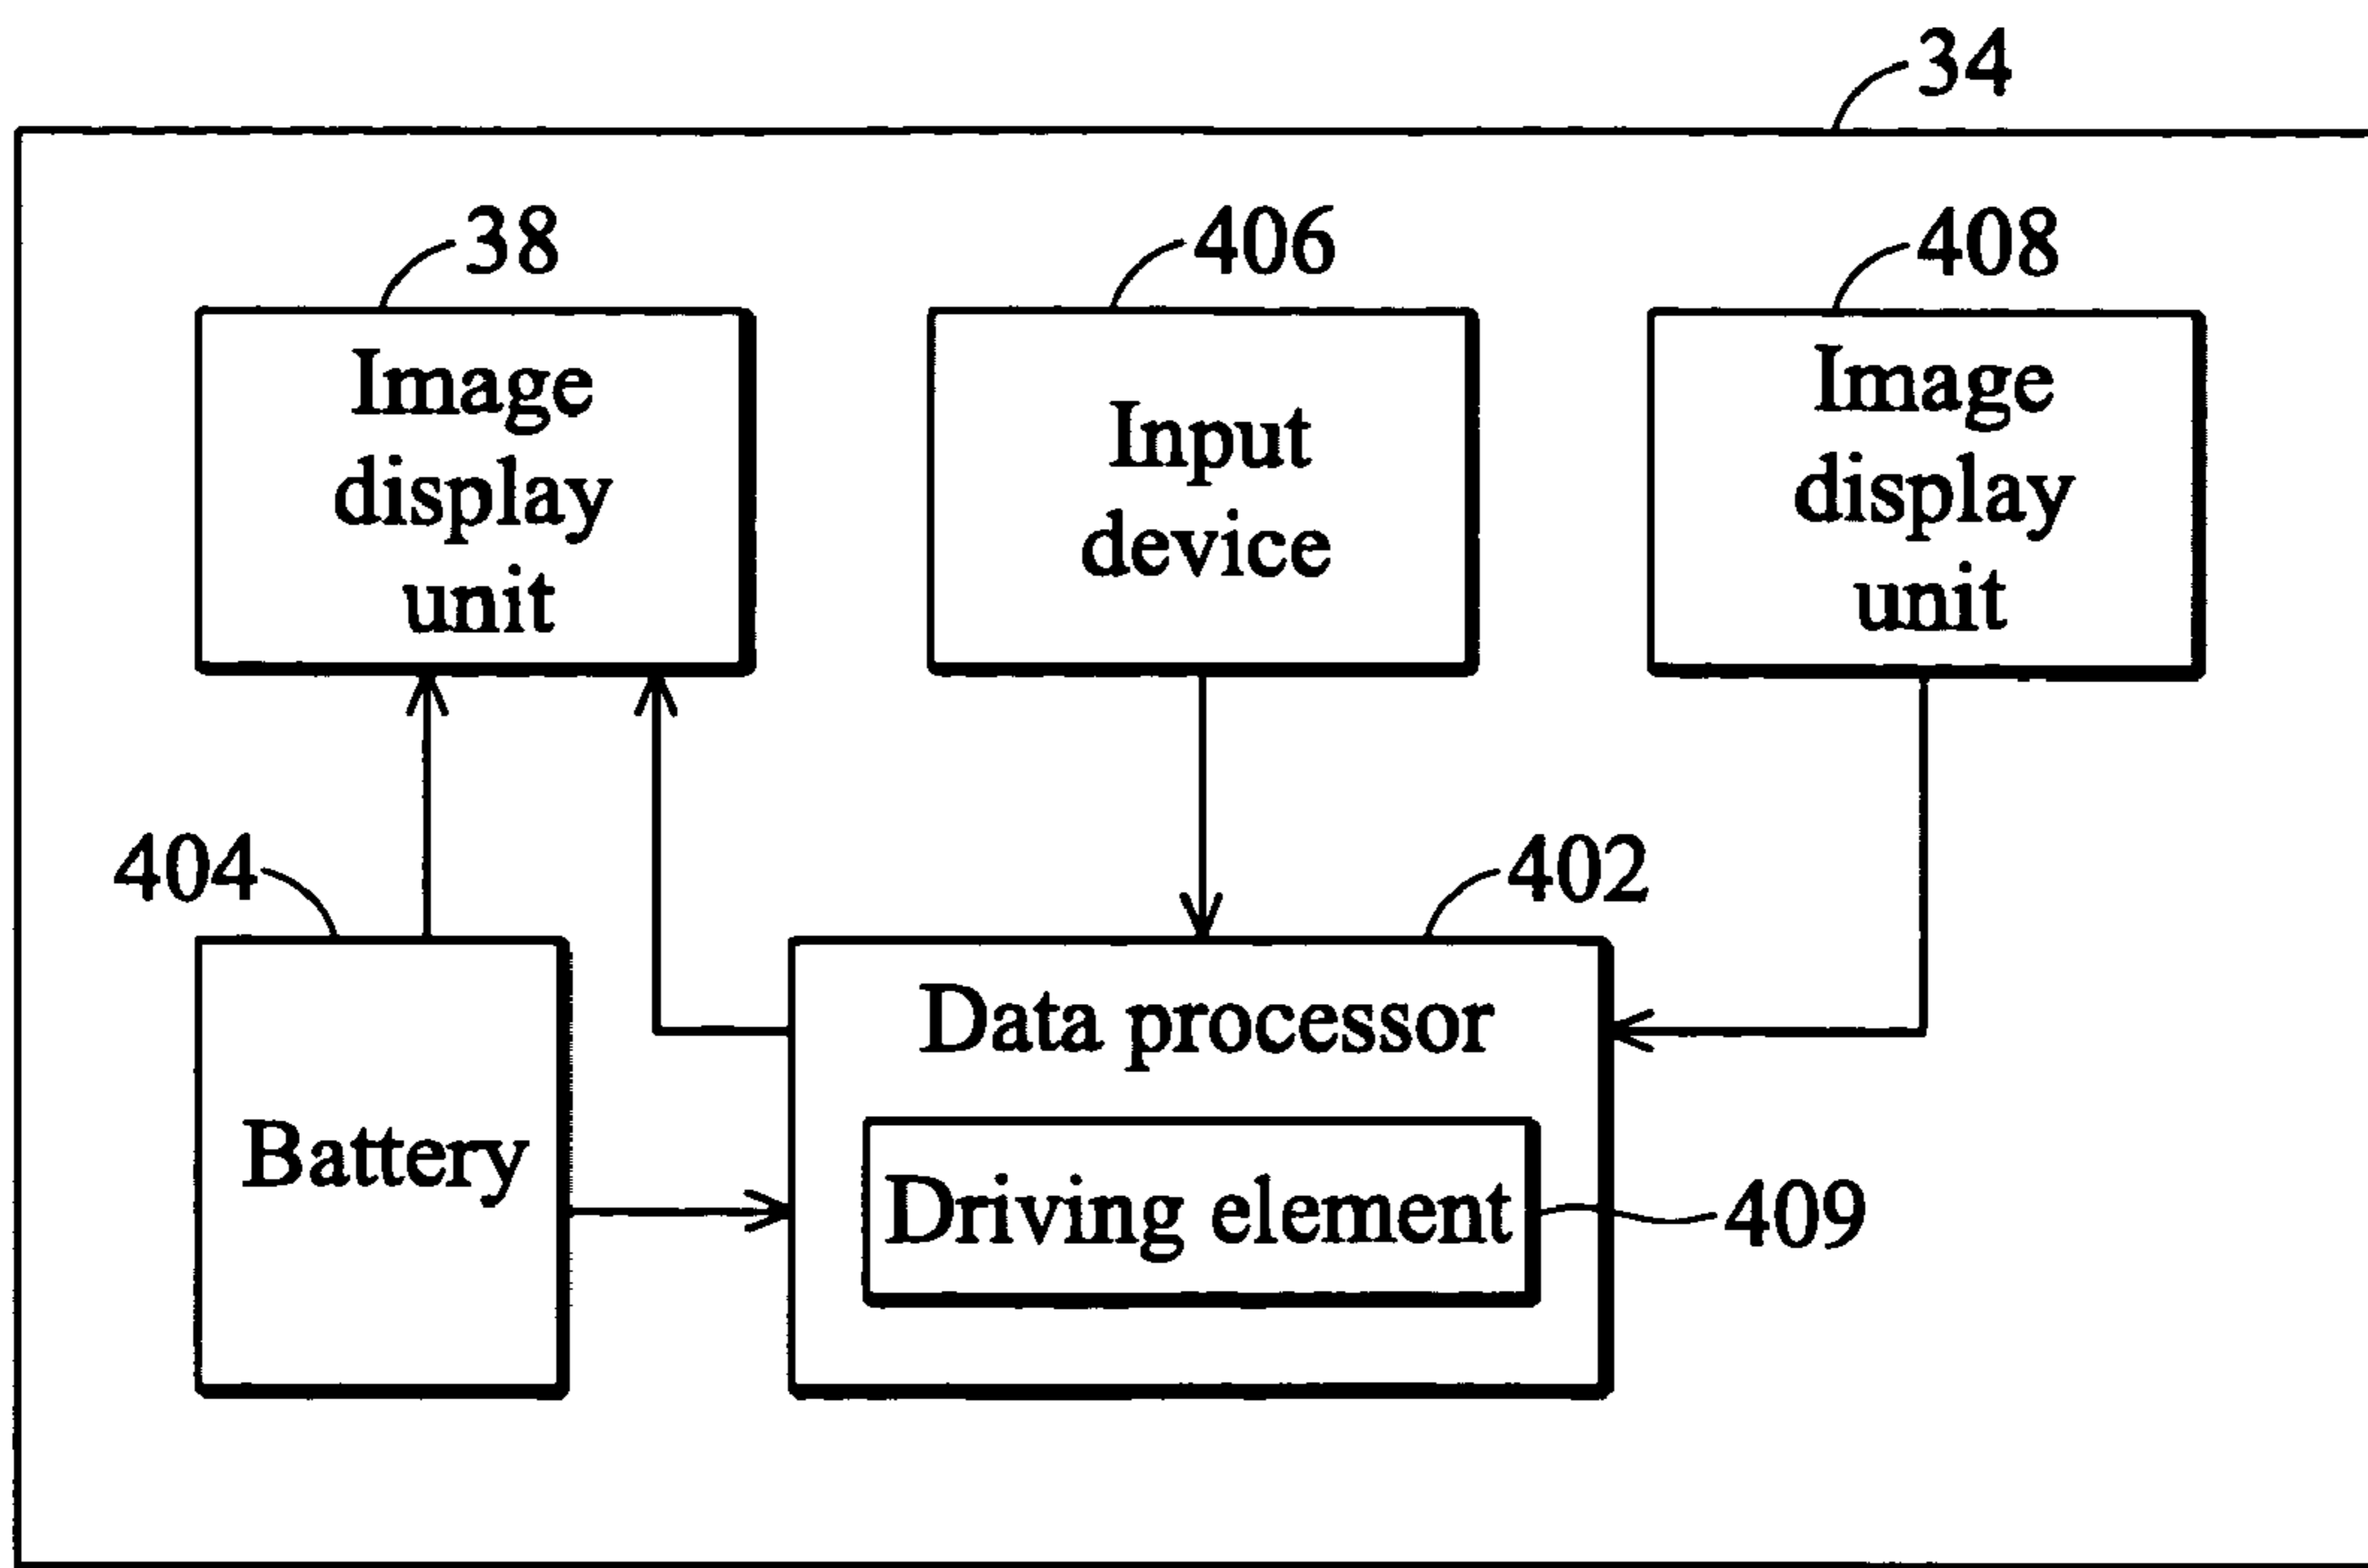 34
38
406
408
Image
display
unit
Input
device
Image
display
unit
404
402
Battery
Data processor
Driving element
409